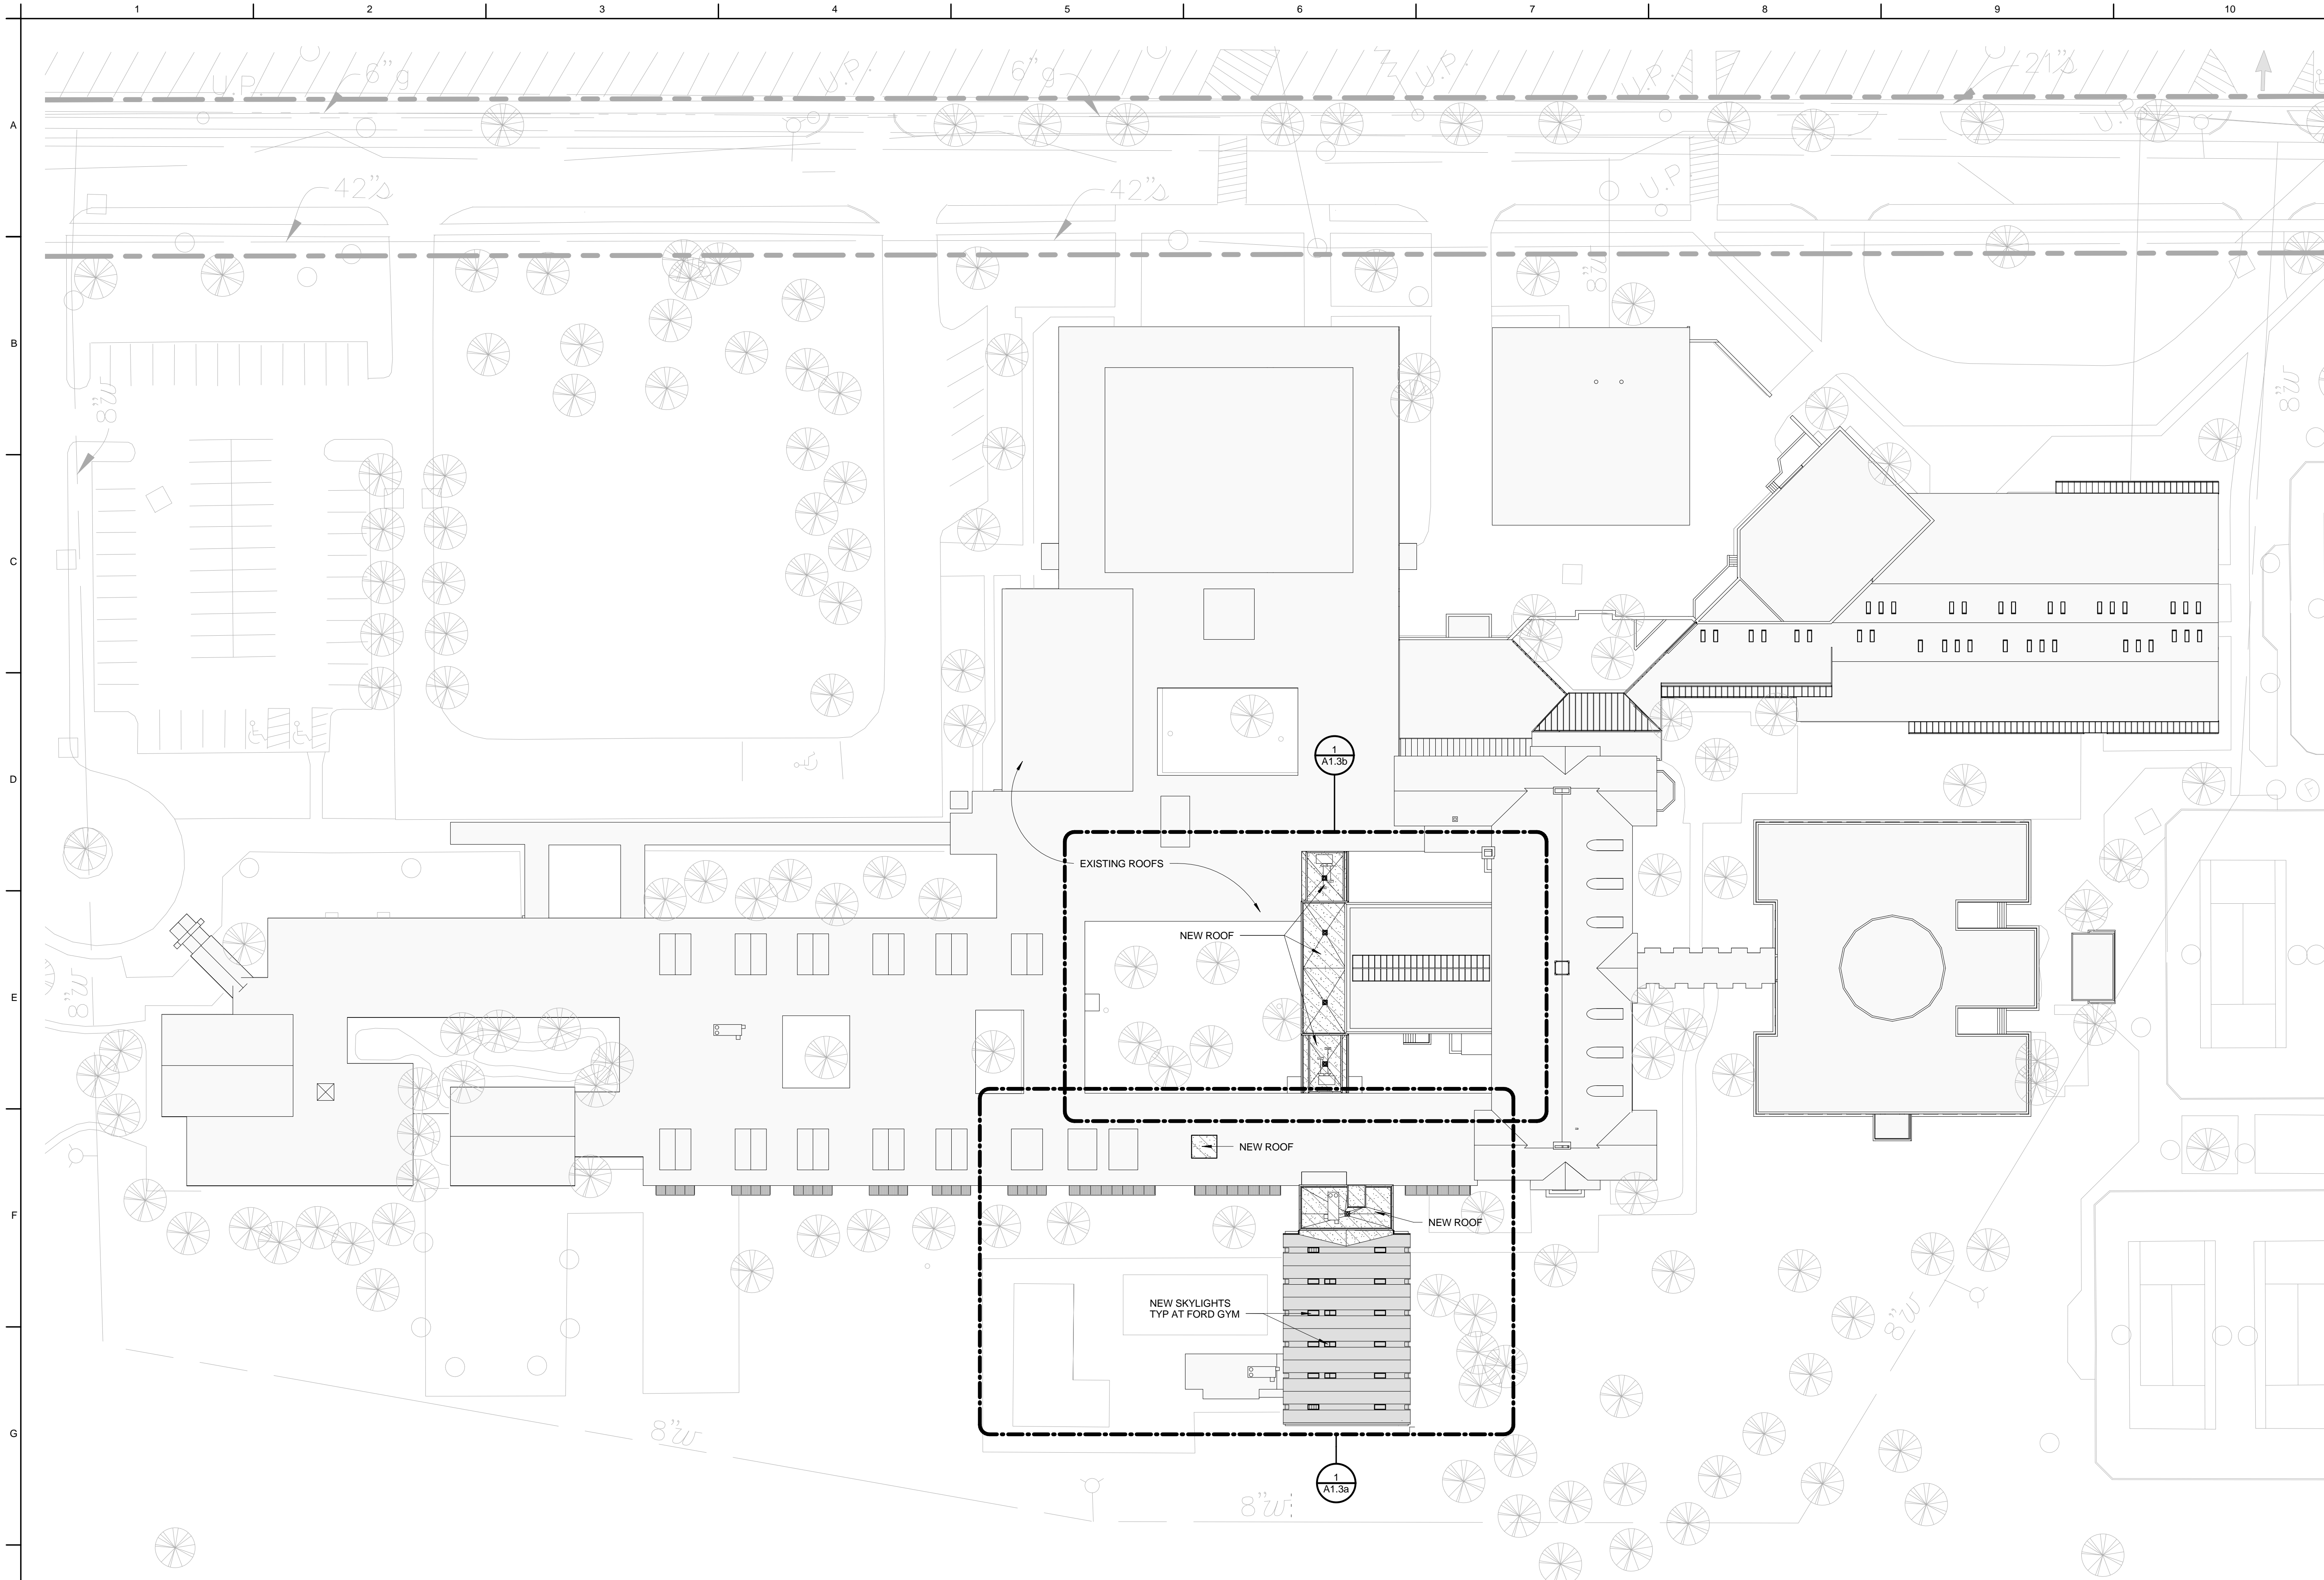 1 2 3 4 5 6 7 8 9 10
A
B
C
D
E
F
G
U.P.
6"g
U.P.
6"g
U.P.
U.P.
21"s
U.P.
42"s
42"s
U.P.
8"w
8"w
8"w
1
A1.3b
EXISTING ROOFS
NEW ROOF
8"w
NEW ROOF
NEW ROOF
NEW SKYLIGHTS
TYP AT FORD GYM
8"w
8"w
1
A1.3a
8"w